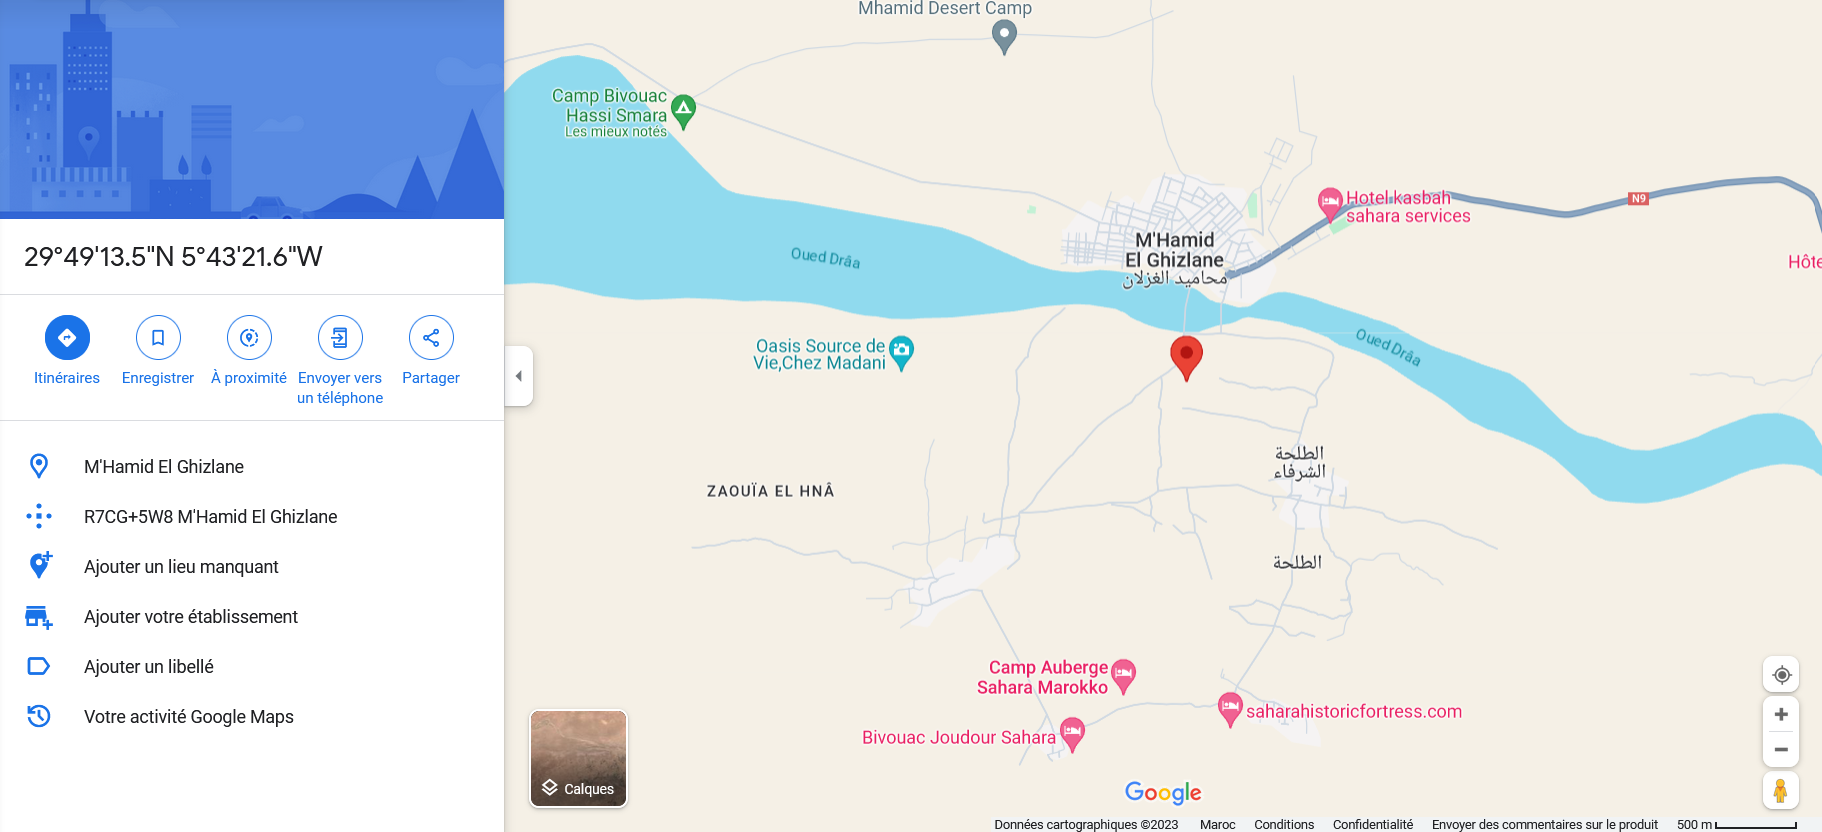 29°49'13.5"N 5°43'21.6"W
Itinéraires
Enregistrer
À proximité
Envoyer vers
un téléphone
Partager
M'Hamid El Ghizlane
R7CG+5W8 M'Hamid El Ghizlane
Ajouter un lieu manquant
Ajouter votre établissement
Ajouter un libellé
Votre activité Google Maps
Mhamid Desert Camp
Camp Bivouac
Hassi Smara
Les mieux notés
Hotel kasbah
sahara services
N9
M'Hamid
El Ghizlane
محاميد الغزلان
Oued Drâa
Hôte
Oasis Source de
Vie,Chez Madani
Oued Drâa
الطلحة
الشرفاء
ZAOUÏA EL HNÂ
الطلحة
Camp Auberge
Sahara Marokko
saharahistoricfortress.com
Bivouac Joudour Sahara
Calques
Google
Données cartographiques ©2023
Maroc
Conditions
Confidentialité
Envoyer des commentaires sur le produit
500 m